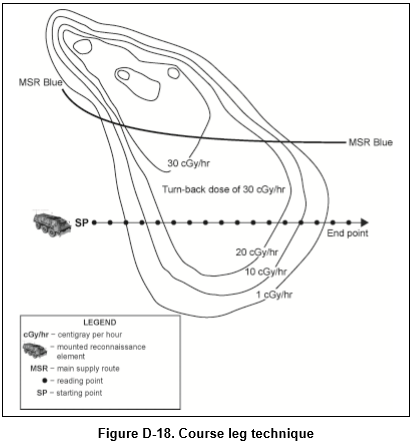 MSR Blue
MSR Blue
30 cGy/hr
Turn-back dose of 30 cGy/hr
SP
End point
20 cGy/hr
10 cGy/hr
1 cGy/hr
LEGEND
cGy/hr – centigray per hour
– mounted reconnaissance
element
MSR – main supply route
– reading point
SP – starting point
Figure D-18. Course leg technique